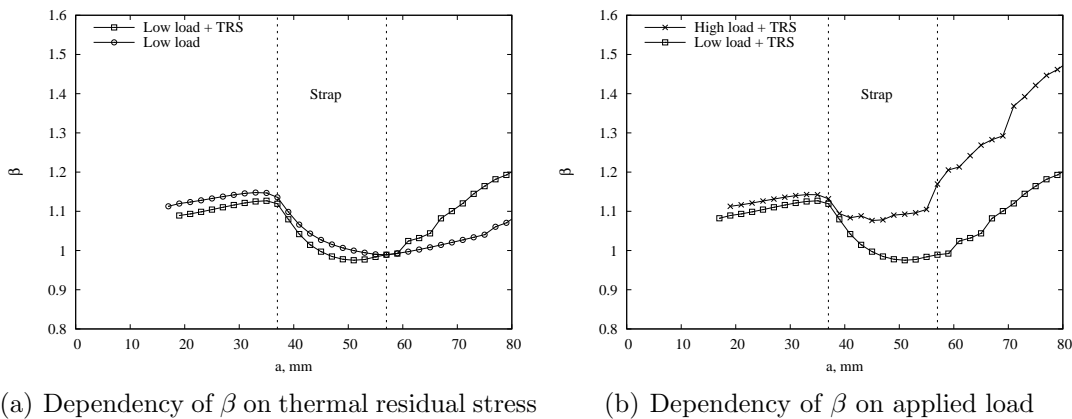 1.6
1.5
1.4
1.3
1.2
1.1
1
0.9
0.8
β
0 10 20 30 40 50 60 70 80
a, mm
Low load + TRS
Low load
Strap
(a) Dependency of β on thermal residual stress
1.6
1.5
1.4
1.3
1.2
1.1
1
0.9
0.8
β
0 10 20 30 40 50 60 70 80
a, mm
High load + TRS
Low load + TRS
Strap
(b) Dependency of β on applied load